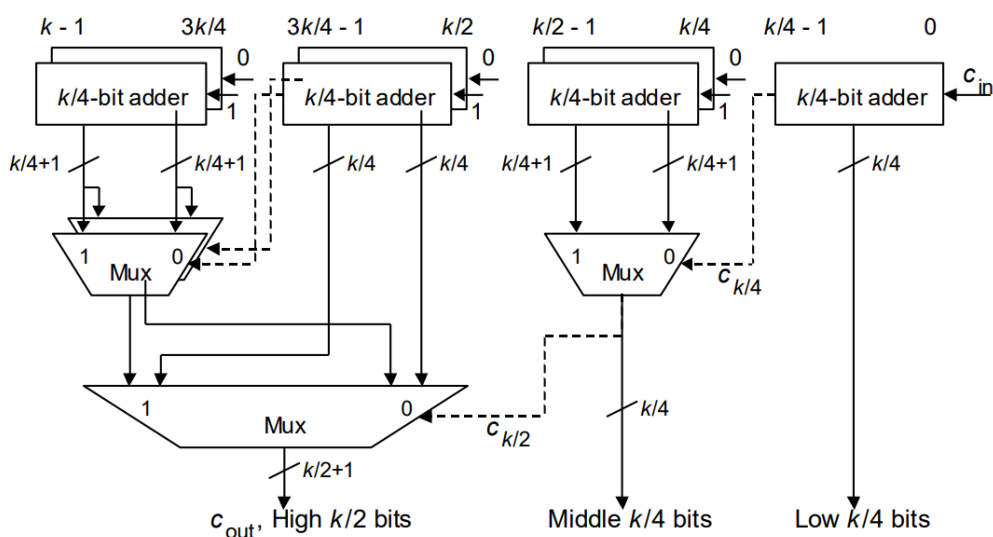 k - 1 3k/4 3k/4 - 1 k/2 k/2 - 1 k/4 k/4 - 1 0
0 0 0
k/4-bit adder k/4-bit adder k/4-bit adder k/4-bit adder c_in
1 1 1
k/4+1 k/4+1 k/4 k/4 k/4+1 k/4+1 k/4
1 0 1 0
Mux Mux c_k/4
1 0
Mux c_k/2 k/4
k/2+1
c_out, High k/2 bits Middle k/4 bits Low k/4 bits